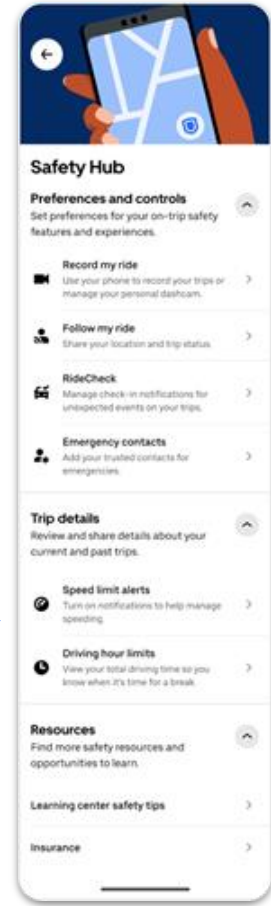 Safety Hub
Preferences and controls
Set preferences for your on-trip safety
features and experiences.
Record my ride
Use your phone to record your trips or
manage your personal dashcam.
Follow my ride
Share your location and trip status.
RideCheck
Manage check-in notifications for
unexpected events on your trips.
Emergency contacts
Add your trusted contacts for
emergencies.
Trip details
Review and share details about your
current and past trips.
Speed limit alerts
Turn on notifications to help manage
speeding.
Driving hour limits
View your total driving time so you
know when it's time for a break.
Resources
Find more safety resources and
opportunities to learn.
Learning center safety tips
Insurance